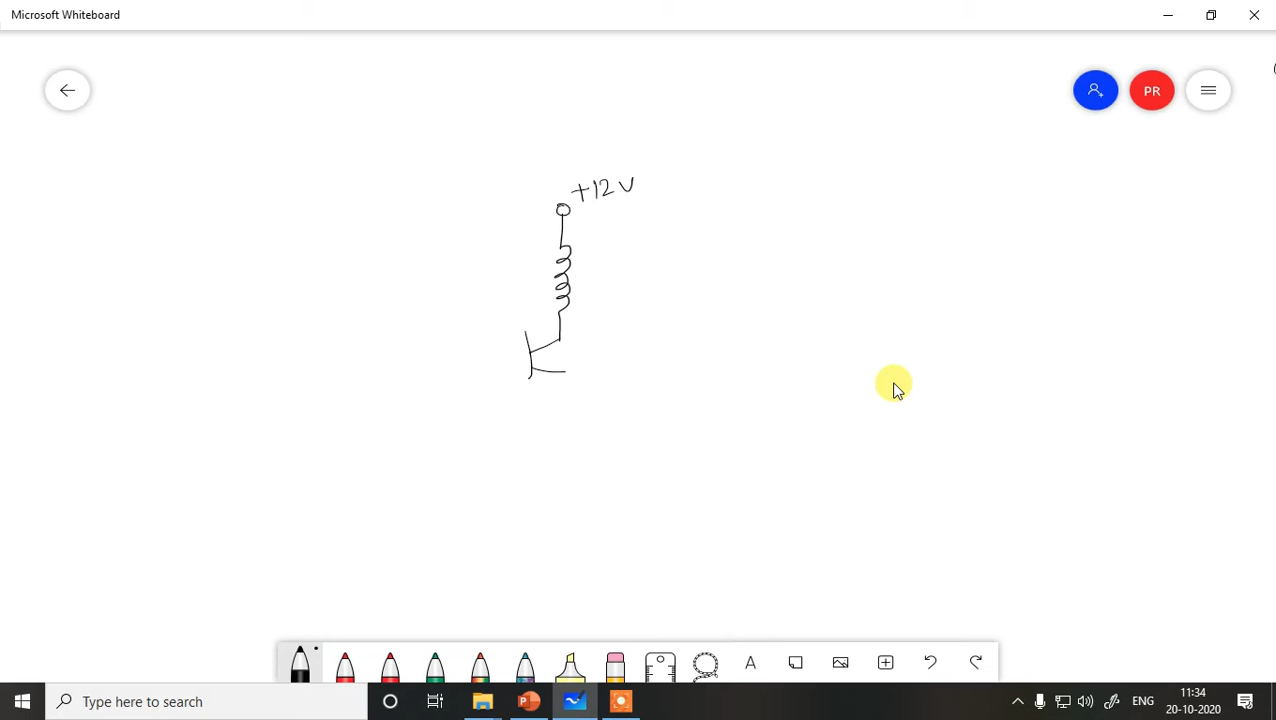 Microsoft Whiteboard
PR
+12V
A
Type here to search
ENG
11:34
20-10-2020